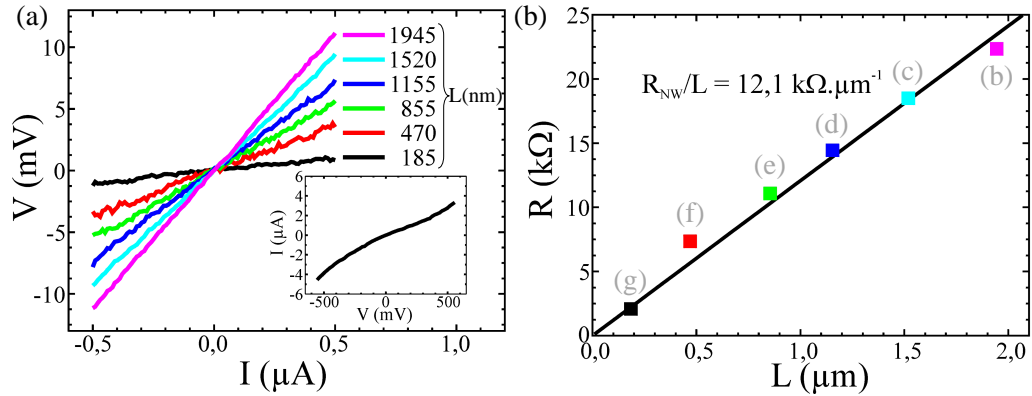 (a)
10
5
0
-5
-10
V (mV)
-0,5
0,0
0,5
1,0
I (µA)
1945
1520
1155
855
470
185
L(nm)
6
4
2
0
-2
-4
-6
I (µA)
-500
0
500
V (mV)
(b)
25
20
15
10
5
0
R (kΩ)
0,0
0,5
1,0
1,5
2,0
L (µm)
R_NW/L = 12,1 kΩ.µm⁻¹
(b)
(c)
(d)
(e)
(f)
(g)